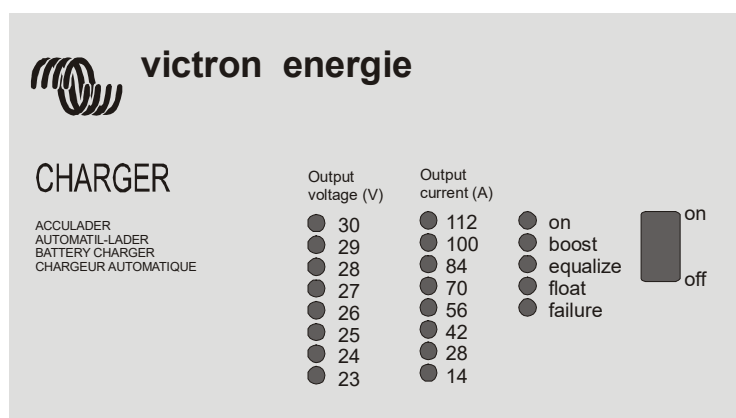 victron energie
CHARGER
ACCULADER
AUTOMATIL-LADER
BATTERY CHARGER
CHARGEUR AUTOMATIQUE
Output
voltage (V)
30
29
28
27
26
25
24
23
Output
current (A)
112
100
84
70
56
42
28
14
on
boost
equalize
float
failure
on
off